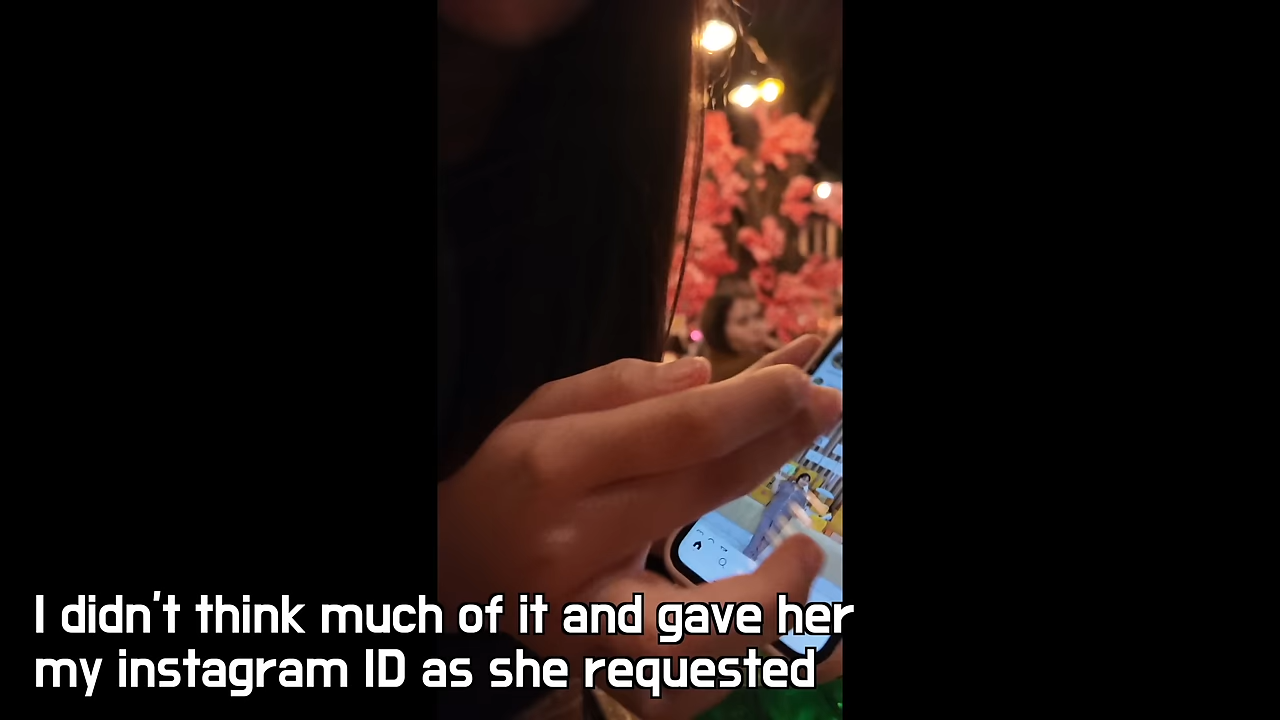 I didn't think much of it and gave her
my instagram ID as she requested